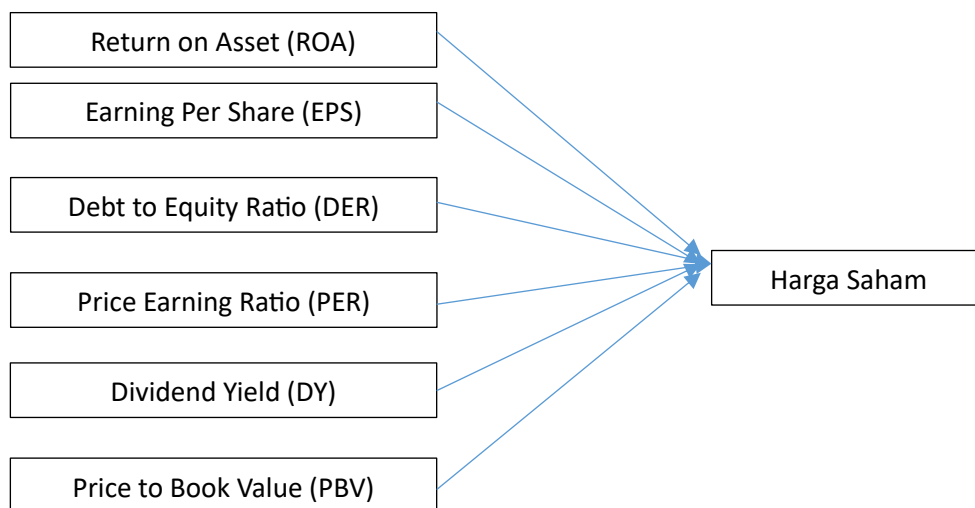 Return on Asset (ROA)
Earning Per Share (EPS)
Debt to Equity Ratio (DER)
Price Earning Ratio (PER)
Dividend Yield (DY)
Price to Book Value (PBV)
Harga Saham